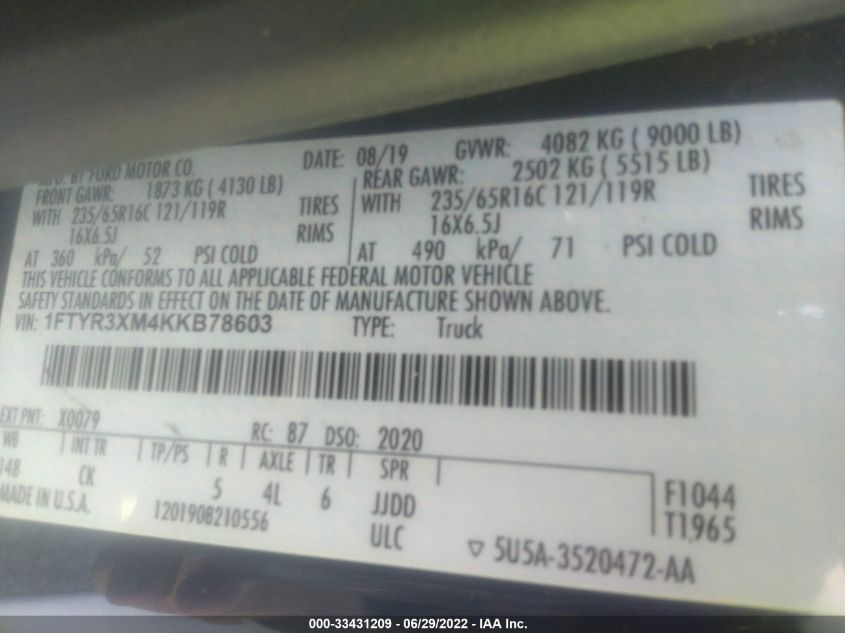 MFD. BY FORD MOTOR CO. DATE: 08/19 GVWR: 4082 KG ( 9000 LB)
FRONT GAWR: 1873 KG ( 4130 LB) REAR GAWR: 2502 KG ( 5515 LB)
WITH 235/65R16C 121/119R TIRES WITH 235/65R16C 121/119R TIRES
16X6.5J RIMS 16X6.5J RIMS
AT 360 kPa/ 52 PSI COLD AT 490 kPa/ 71 PSI COLD
THIS VEHICLE CONFORMS TO ALL APPLICABLE FEDERAL MOTOR VEHICLE
SAFETY STANDARDS IN EFFECT ON THE DATE OF MANUFACTURE SHOWN ABOVE.
VIN: 1FTYR3XM4KKB78603 TYPE: Truck
EXT PNT: X0079 RC: 87 DSO: 2020
WB INT TR TP/PS R AXLE TR SPR
148 CK 5 4L 6 JJDD F1044
MADE IN U.S.A. 1201908210556 ULC T1965
5U5A-3520472-AA
000-33431209 - 06/29/2022 - IAA Inc.